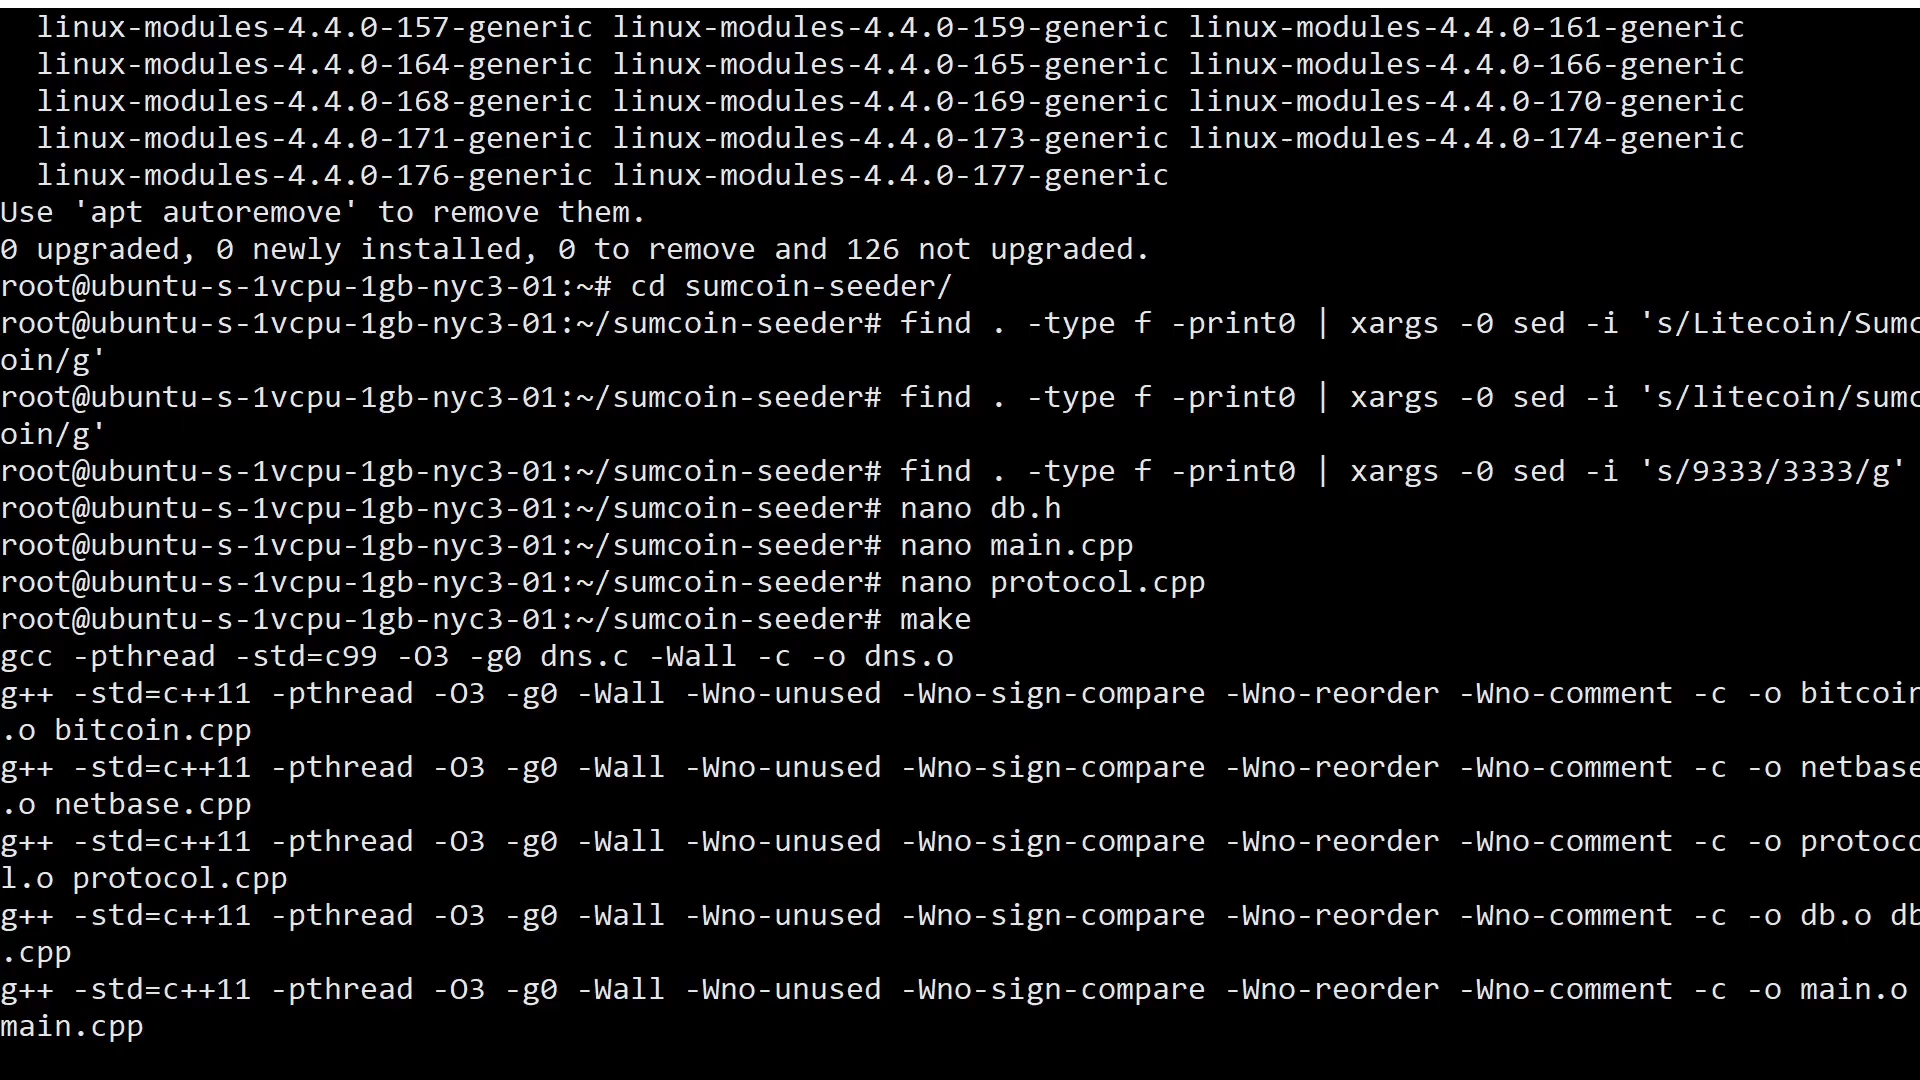 linux-modules-4.4.0-157-generic linux-modules-4.4.0-159-generic linux-modules-4.4.0-161-generic
linux-modules-4.4.0-164-generic linux-modules-4.4.0-165-generic linux-modules-4.4.0-166-generic
linux-modules-4.4.0-168-generic linux-modules-4.4.0-169-generic linux-modules-4.4.0-170-generic
linux-modules-4.4.0-171-generic linux-modules-4.4.0-173-generic linux-modules-4.4.0-174-generic
linux-modules-4.4.0-176-generic linux-modules-4.4.0-177-generic
Use 'apt autoremove' to remove them.
0 upgraded, 0 newly installed, 0 to remove and 126 not upgraded.
root@ubuntu-s-1vcpu-1gb-nyc3-01:~# cd sumcoin-seeder/
root@ubuntu-s-1vcpu-1gb-nyc3-01:~/sumcoin-seeder# find . -type f -print0 | xargs -0 sed -i 's/Litecoin/Sumc
oin/g'
root@ubuntu-s-1vcpu-1gb-nyc3-01:~/sumcoin-seeder# find . -type f -print0 | xargs -0 sed -i 's/litecoin/sumc
oin/g'
root@ubuntu-s-1vcpu-1gb-nyc3-01:~/sumcoin-seeder# find . -type f -print0 | xargs -0 sed -i 's/9333/3333/g'
root@ubuntu-s-1vcpu-1gb-nyc3-01:~/sumcoin-seeder# nano db.h
root@ubuntu-s-1vcpu-1gb-nyc3-01:~/sumcoin-seeder# nano main.cpp
root@ubuntu-s-1vcpu-1gb-nyc3-01:~/sumcoin-seeder# nano protocol.cpp
root@ubuntu-s-1vcpu-1gb-nyc3-01:~/sumcoin-seeder# make
gcc -pthread -std=c99 -O3 -g0 dns.c -Wall -c -o dns.o
g++ -std=c++11 -pthread -O3 -g0 -Wall -Wno-unused -Wno-sign-compare -Wno-reorder -Wno-comment -c -o bitcoin
.o bitcoin.cpp
g++ -std=c++11 -pthread -O3 -g0 -Wall -Wno-unused -Wno-sign-compare -Wno-reorder -Wno-comment -c -o netbase
.o netbase.cpp
g++ -std=c++11 -pthread -O3 -g0 -Wall -Wno-unused -Wno-sign-compare -Wno-reorder -Wno-comment -c -o protoco
l.o protocol.cpp
g++ -std=c++11 -pthread -O3 -g0 -Wall -Wno-unused -Wno-sign-compare -Wno-reorder -Wno-comment -c -o db.o db
.cpp
g++ -std=c++11 -pthread -O3 -g0 -Wall -Wno-unused -Wno-sign-compare -Wno-reorder -Wno-comment -c -o main.o
main.cpp